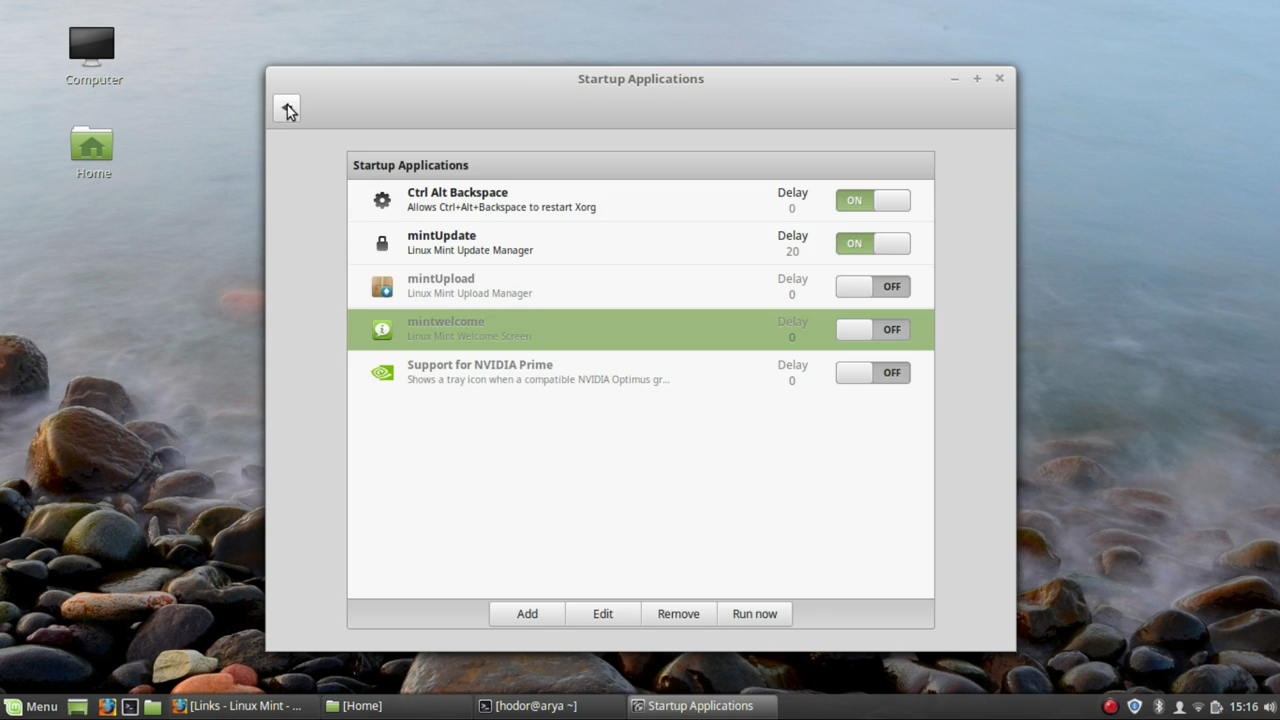 Computer
Home
Startup Applications
Startup Applications
Ctrl Alt Backspace
Allows Ctrl+Alt+Backspace to restart Xorg
Delay
0
ON
mintUpdate
Linux Mint Update Manager
Delay
20
ON
mintUpload
Linux Mint Upload Manager
Delay
0
OFF
mintwelcome
Linux Mint Welcome Screen
Delay
0
OFF
Support for NVIDIA Prime
Shows a tray icon when a compatible NVIDIA Optimus gr...
Delay
0
OFF
Add
Edit
Remove
Run now
Menu
[Links - Linux Mint - ...
[Home]
[hodor@arya ~]
Startup Applications
15:16